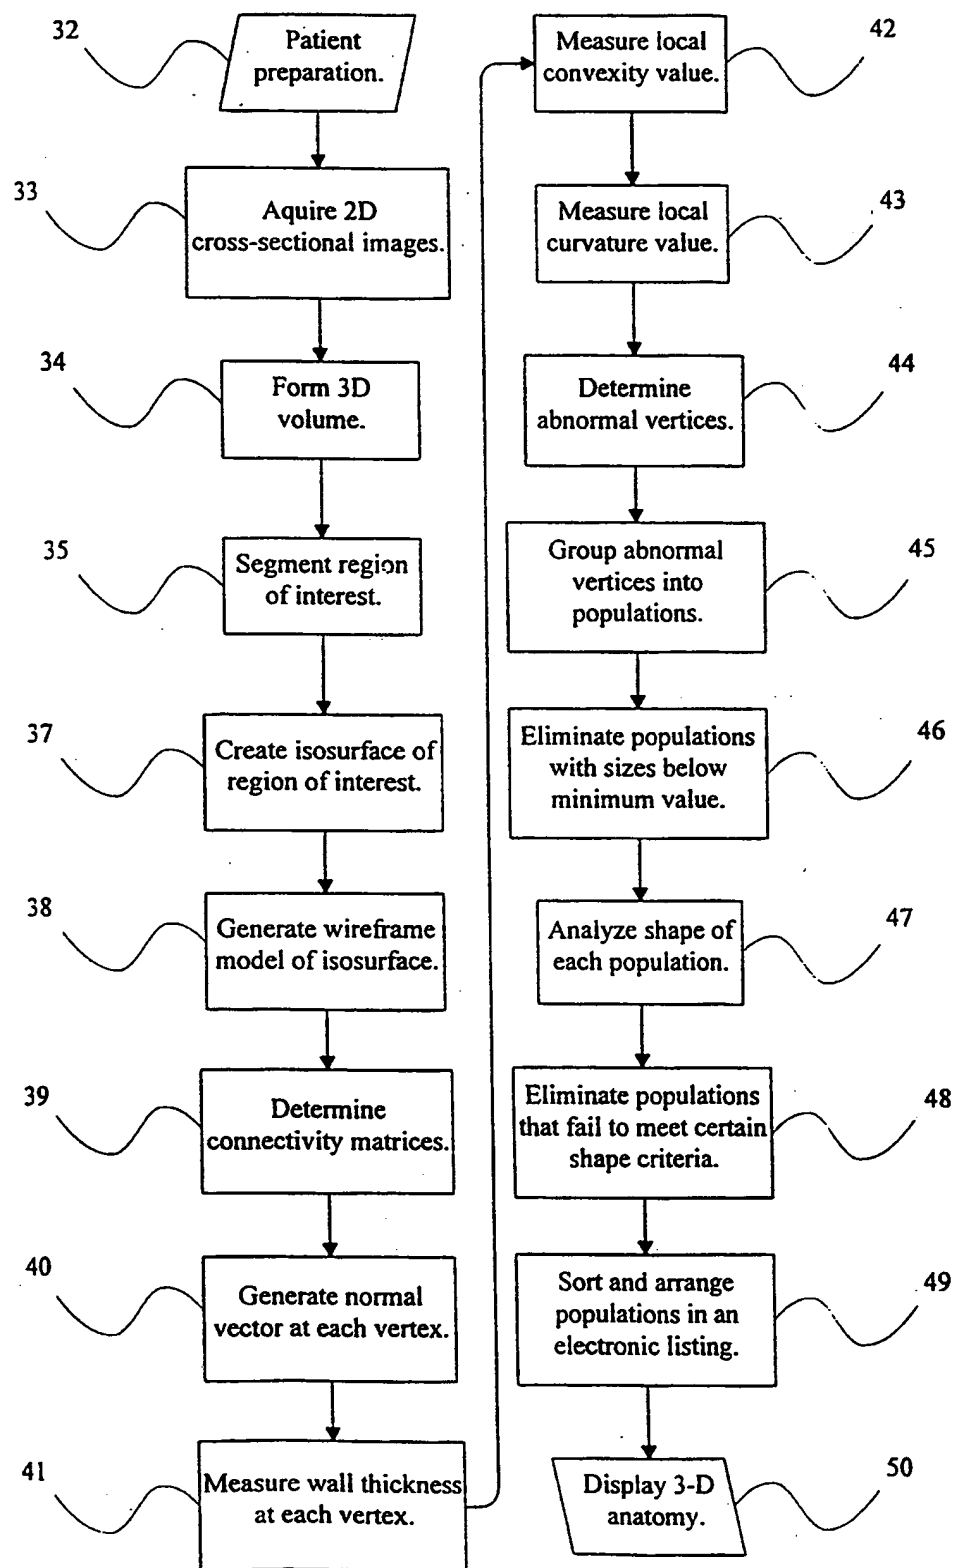 32
Patient
preparation.
33
Aquire 2D
cross-sectional images.
34
Form 3D
volume.
35
Segment region
of interest.
37
Create isosurface of
region of interest.
38
Generate wireframe
model of isosurface.
39
Determine
connectivity matrices.
40
Generate normal
vector at each vertex.
41
Measure wall thickness
at each vertex.
42
Measure local
convexity value.
43
Measure local
curvature value.
44
Determine
abnormal vertices.
45
Group abnormal
vertices into
populations.
46
Eliminate populations
with sizes below
minimum value.
47
Analyze shape of
each population.
48
Eliminate populations
that fail to meet certain
shape criteria.
49
Sort and arrange
populations in an
electronic listing.
50
Display 3-D
anatomy.